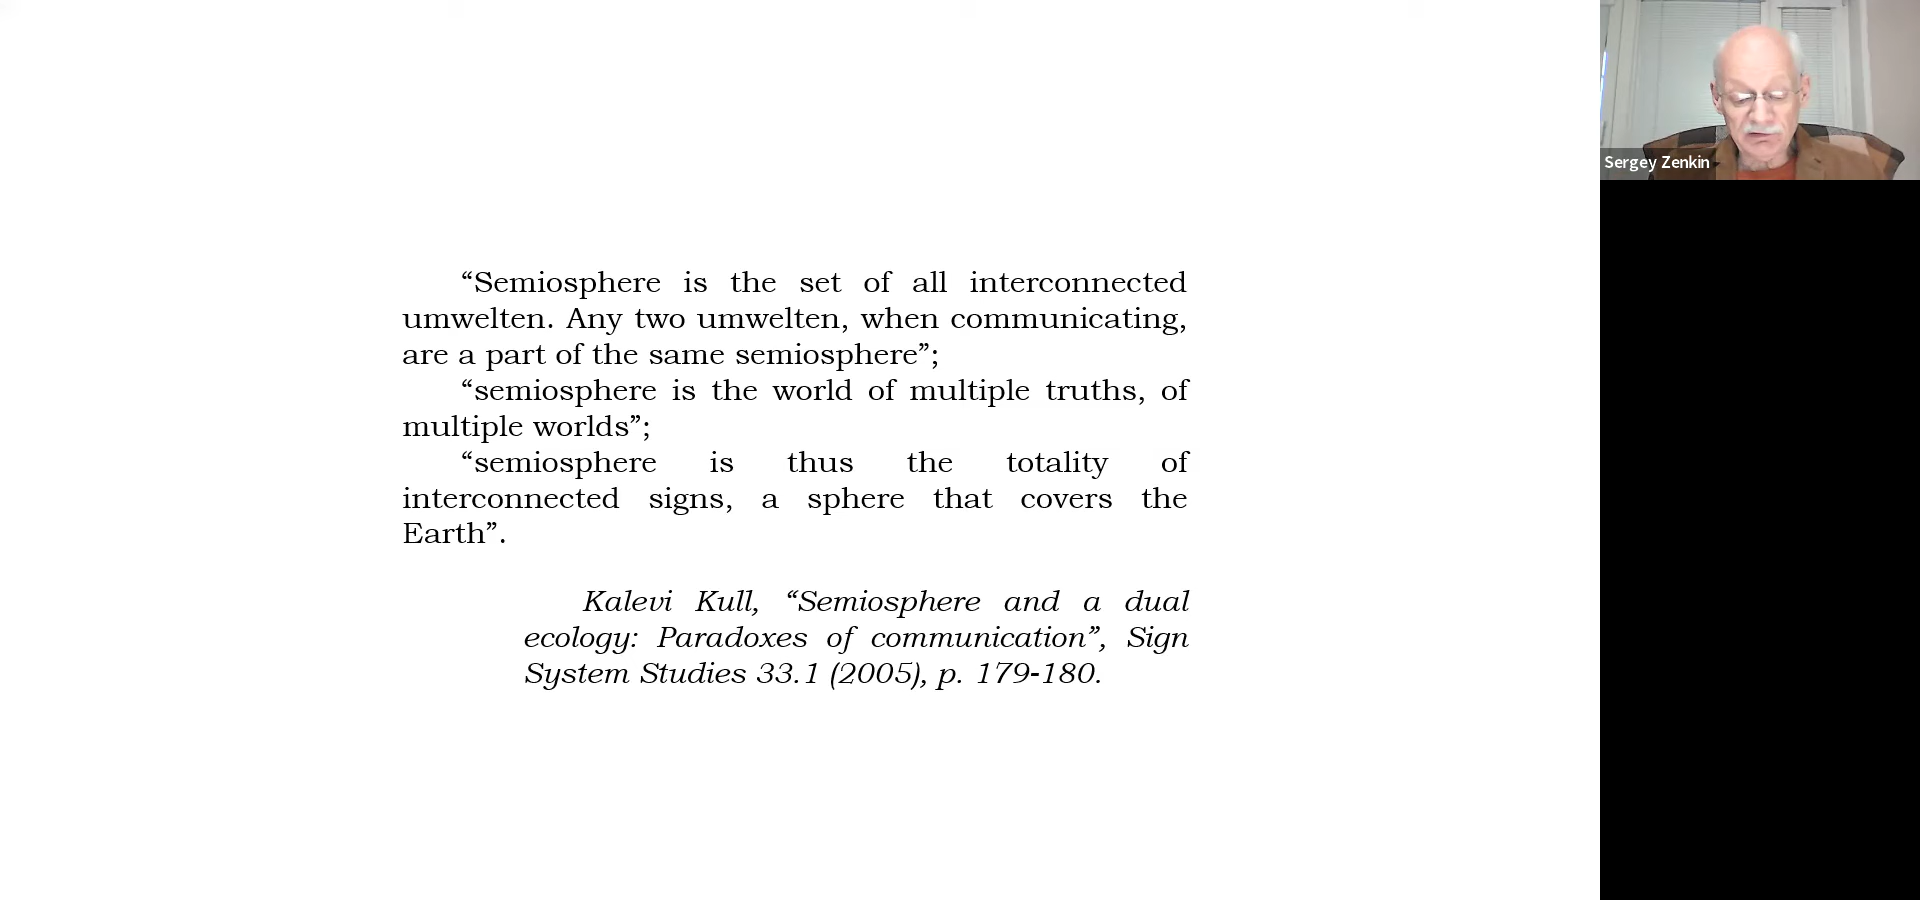 “Semiosphere is the set of all interconnected
umwelten. Any two umwelten, when communicating,
are a part of the same semiosphere”;
“semiosphere is the world of multiple truths, of
multiple worlds”;
“semiosphere is thus the totality of
interconnected signs, a sphere that covers the
Earth”.
Kalevi Kull, “Semiosphere and a dual
ecology: Paradoxes of communication”, Sign
System Studies 33.1 (2005), p. 179-180.
Sergey Zenkin